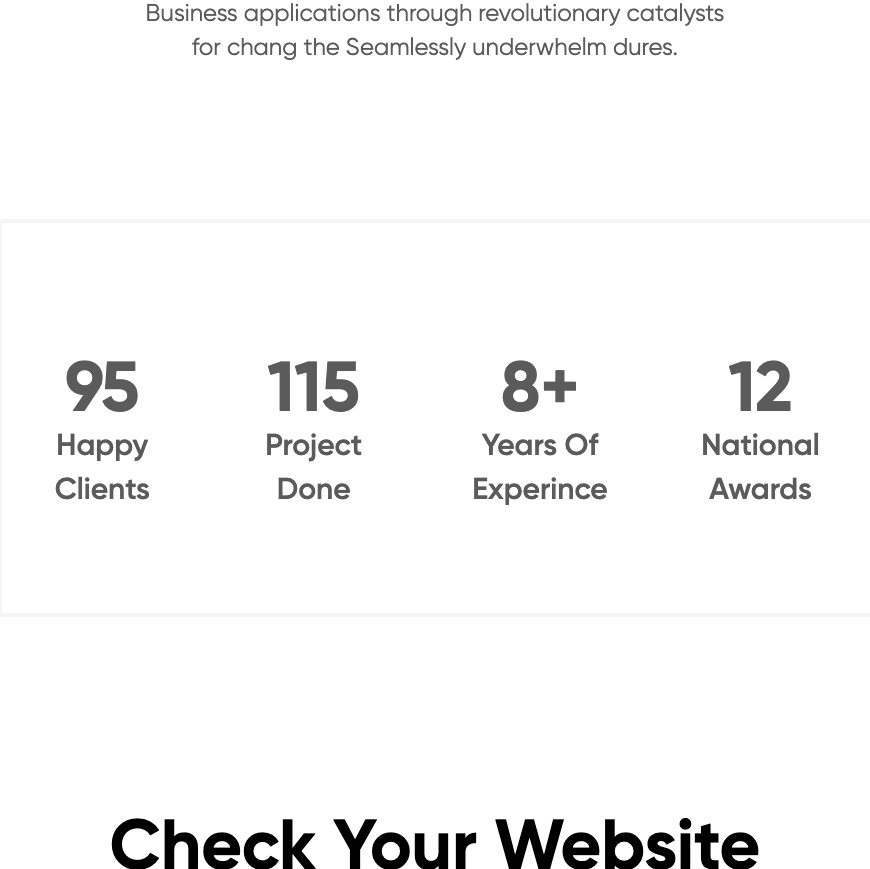 Business applications through revolutionary catalysts
for chang the Seamlessly underwhelm dures.
95
Happy
Clients
115
Project
Done
8+
Years Of
Experince
12
National
Awards
Check Your Website